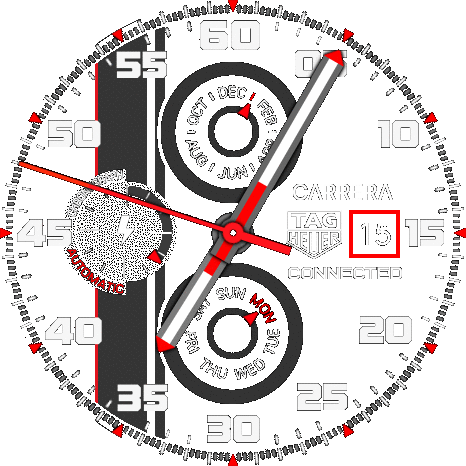 60
55
05
50
10
OCT DEC FEB APR JUN AUG
CARRERA
TAG
HEUER
15
45
15
AUTOMATIC
CONNECTED
SUN MON TUE WED THU FRI SAT
40
20
35
25
30